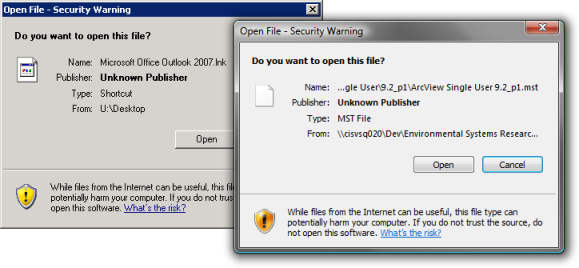 Open File - Security Warning
Do you want to open this file?
Name: Microsoft Office Outlook 2007.lnk
Publisher: Unknown Publisher
Type: Shortcut
From: U:\Desktop
Open
While files from the Internet can be useful, this file
potentially harm your computer. If you do not trus
open this software. What's the risk?
Open File - Security Warning
Do you want to open this file?
Name: ...gle User\9.2_p1\ArcView Single User 9.2_p1.mst
Publisher: Unknown Publisher
Type: MST File
From: \\cisvsq020\Dev\Environmental Systems Researc...
Open Cancel
While files from the Internet can be useful, this file type can
potentially harm your computer. If you do not trust the source, do
not open this software. What's the risk?